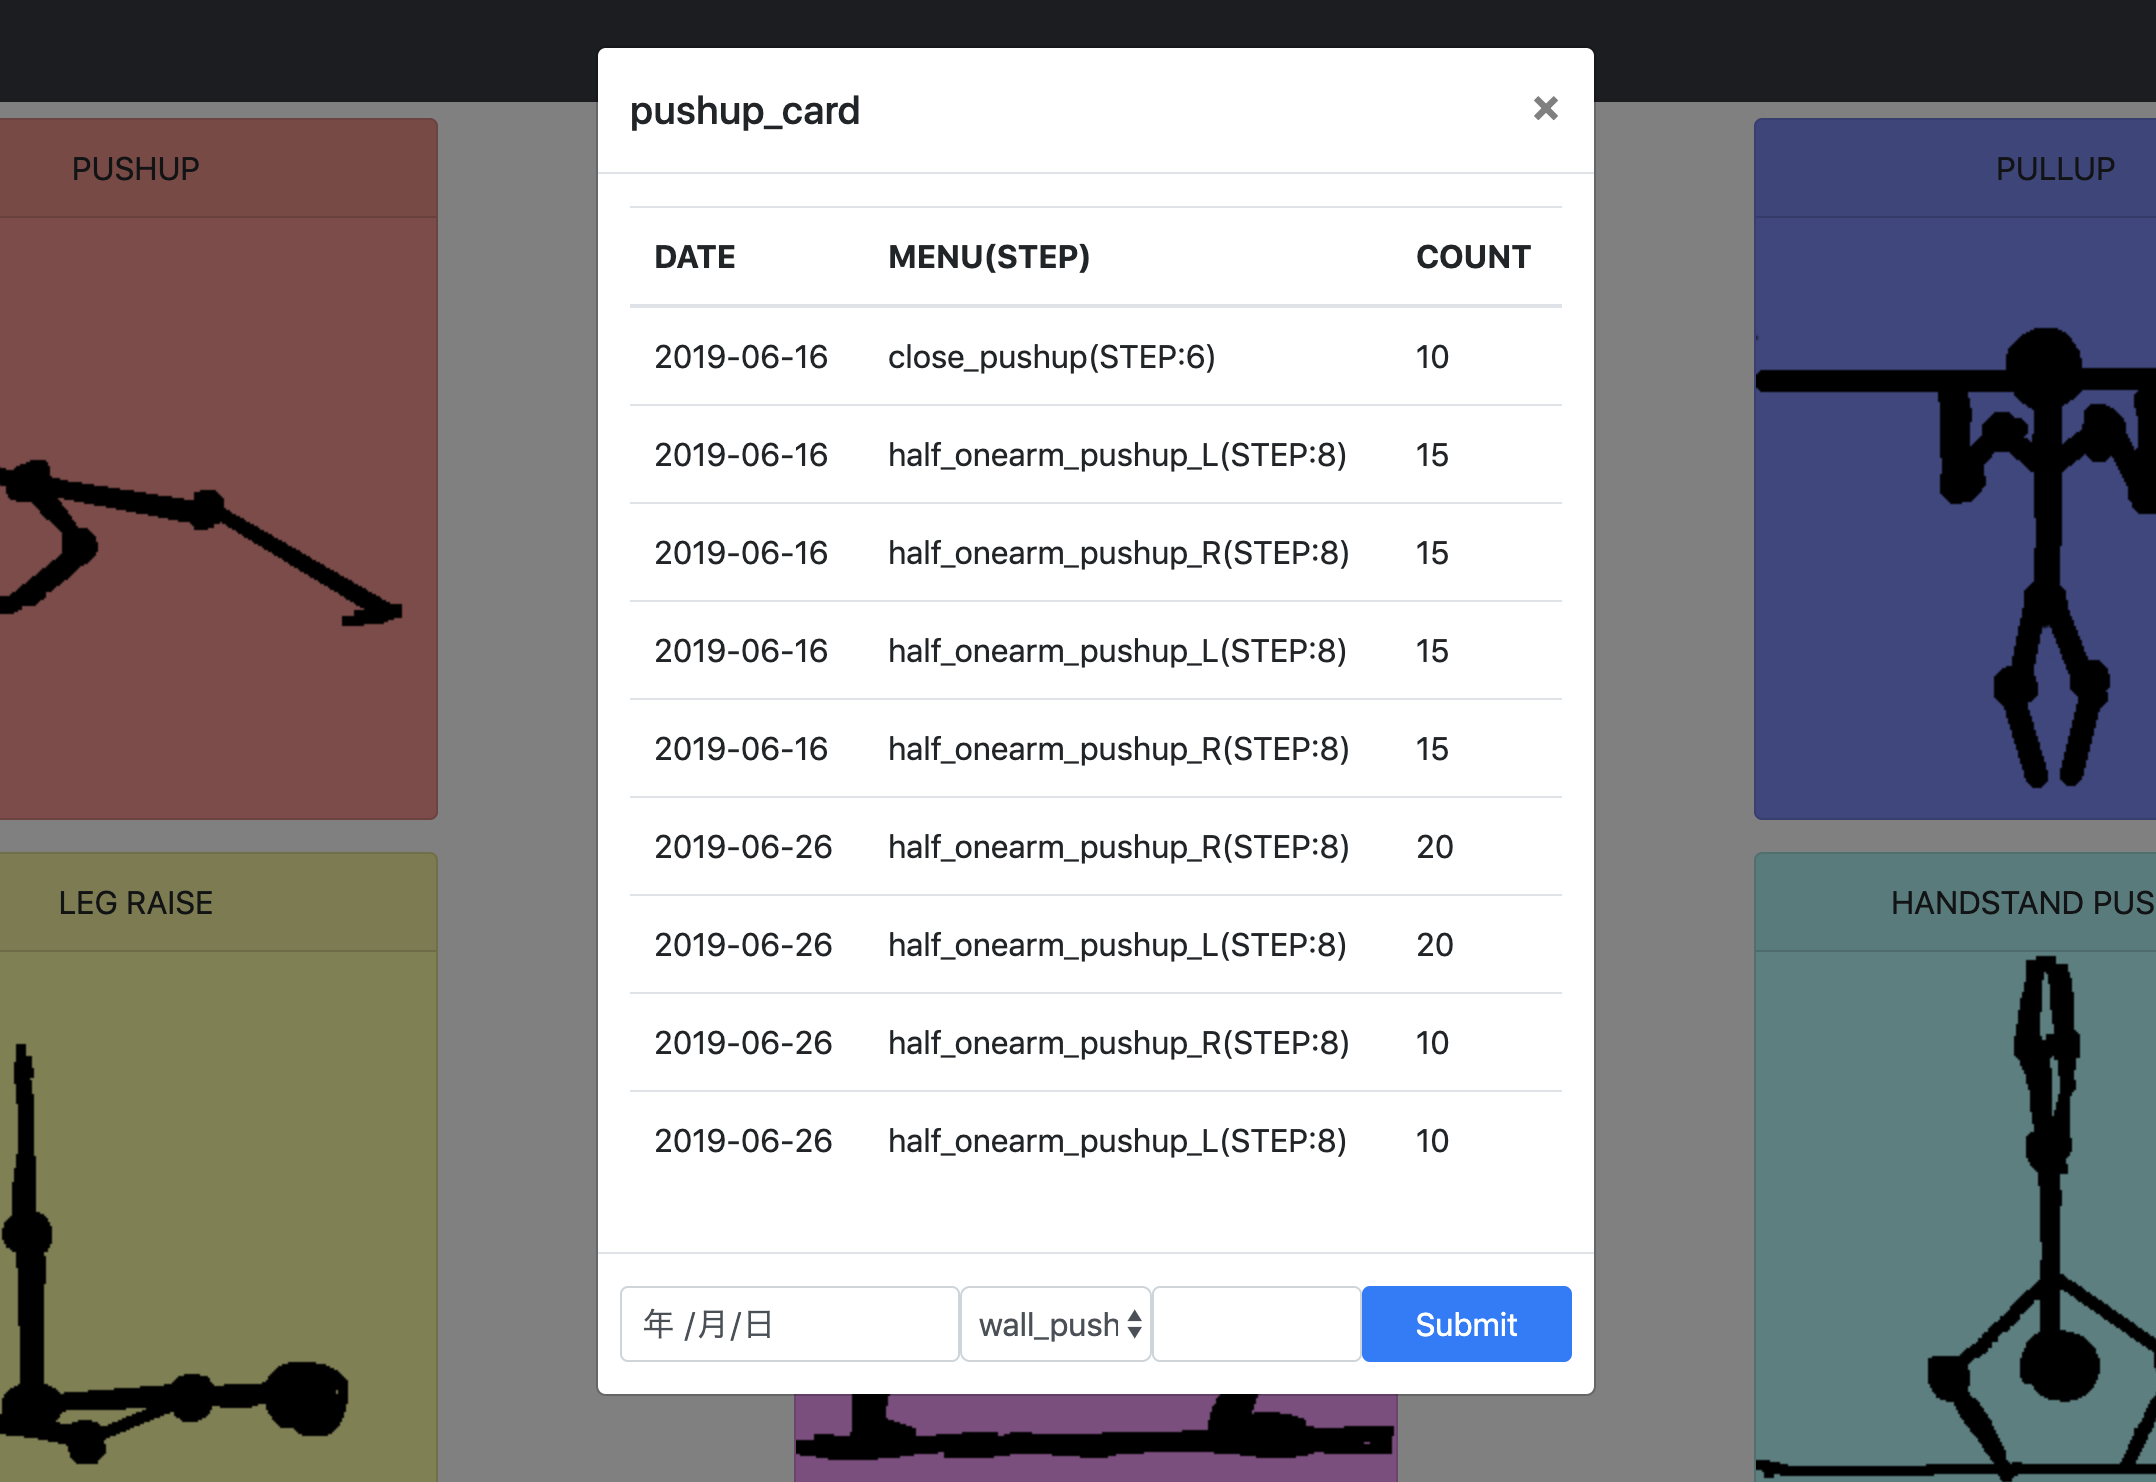 pushup_card ×
PUSHUP
PULLUP
DATE MENU(STEP) COUNT
2019-06-16 close_pushup(STEP:6) 10
2019-06-16 half_onearm_pushup_L(STEP:8) 15
2019-06-16 half_onearm_pushup_R(STEP:8) 15
2019-06-16 half_onearm_pushup_L(STEP:8) 15
2019-06-16 half_onearm_pushup_R(STEP:8) 15
2019-06-26 half_onearm_pushup_R(STEP:8) 20
2019-06-26 half_onearm_pushup_L(STEP:8) 20
2019-06-26 half_onearm_pushup_R(STEP:8) 10
2019-06-26 half_onearm_pushup_L(STEP:8) 10
LEG RAISE
HANDSTAND PUS
年 /月/日 wall_push Submit